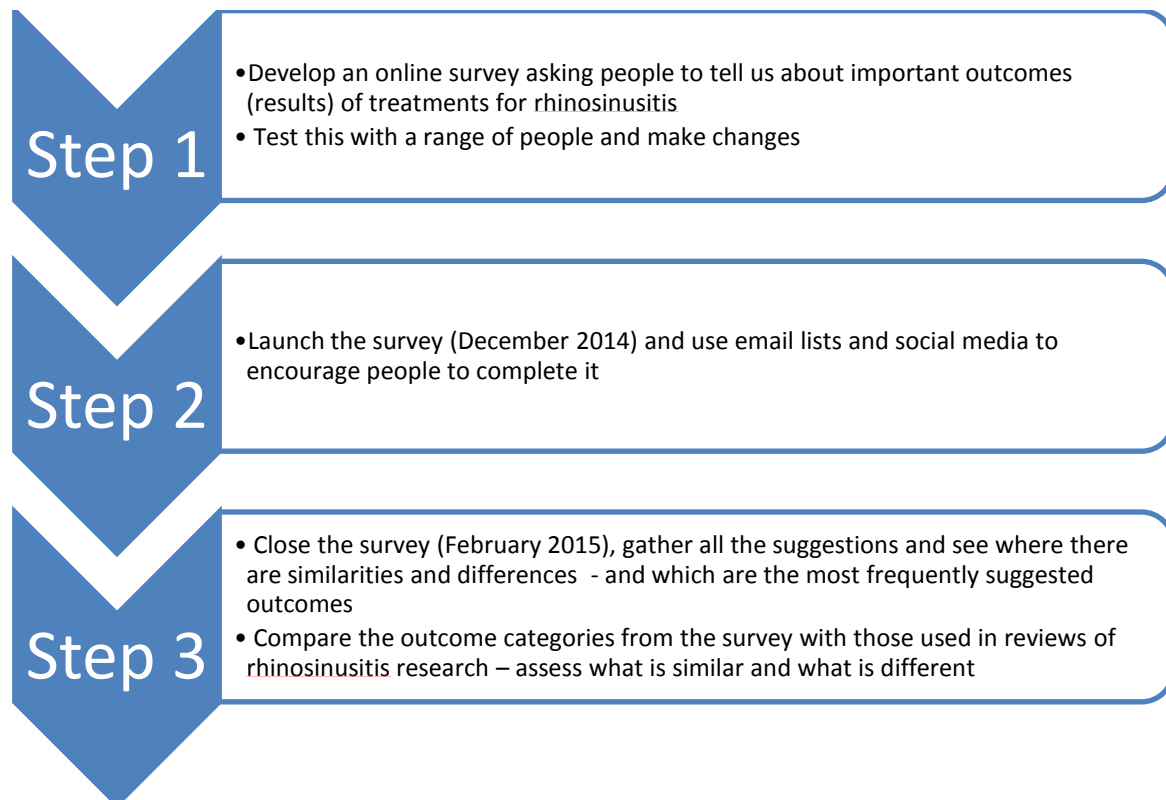 Step 1
•Develop an online survey asking people to tell us about important outcomes
(results) of treatments for rhinosinusitis
• Test this with a range of people and make changes
Step 2
•Launch the survey (December 2014) and use email lists and social media to
encourage people to complete it
Step 3
• Close the survey (February 2015), gather all the suggestions and see where there
are similarities and differences  - and which are the most frequently suggested
outcomes
• Compare the outcome categories from the survey with those used in reviews of
rhinosinusitis research – assess what is similar and what is different